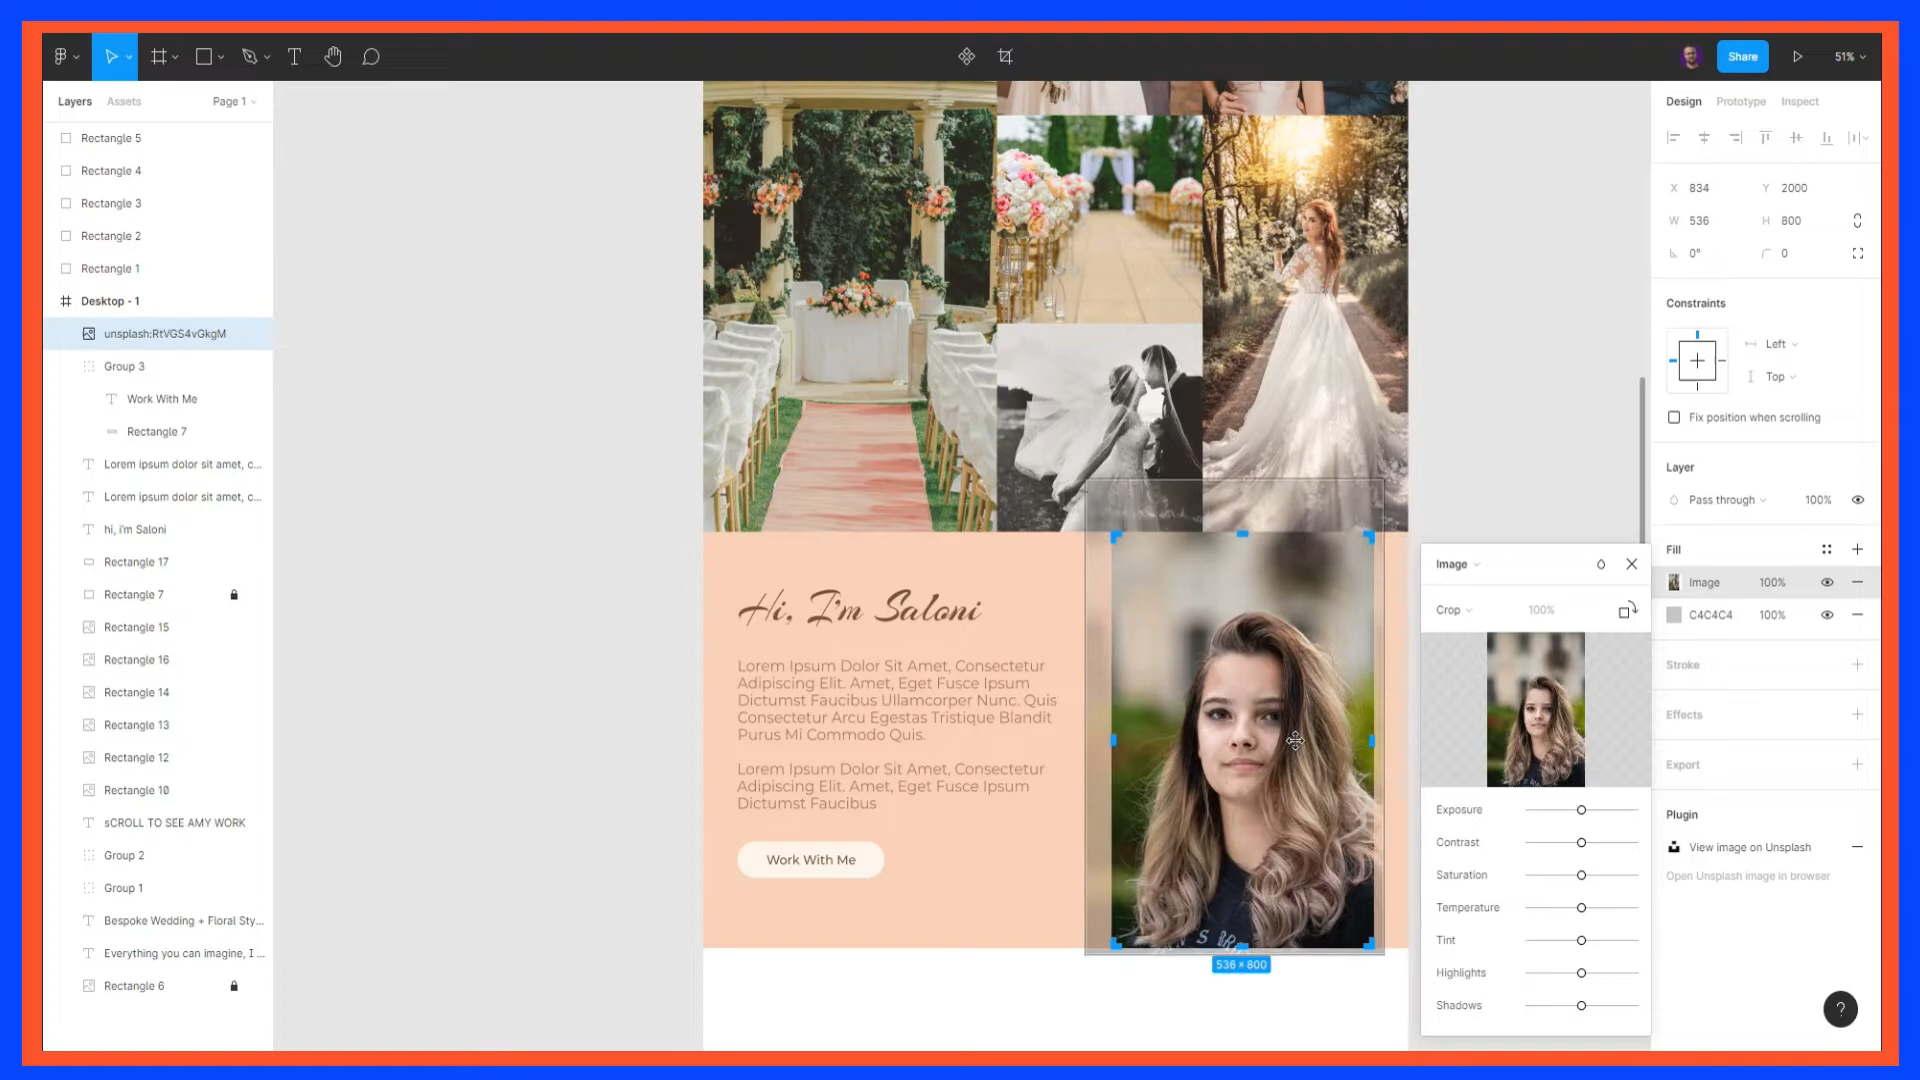 Share
51%
Layers
Assets
Page 1
Rectangle 5
Rectangle 4
Rectangle 3
Rectangle 2
Rectangle 1
Desktop - 1
unsplash:RtVGS4vGkgM
Group 3
Work With Me
Rectangle 7
Lorem ipsum dolor sit amet, c...
Lorem ipsum dolor sit amet, c...
hi, i'm Saloni
Rectangle 17
Rectangle 7
Rectangle 15
Rectangle 16
Rectangle 14
Rectangle 13
Rectangle 12
Rectangle 10
sCROLL TO SEE AMY WORK
Group 2
Group 1
Bespoke Wedding + Floral Sty...
Everything you can imagine, I ...
Rectangle 6
Hi, I'm Saloni
Lorem Ipsum Dolor Sit Amet, Consectetur
Adipiscing Elit. Amet, Eget Fusce Ipsum
Dictumst Faucibus Ullamcorper Nunc. Quis
Consectetur Arcu Egestas Tristique Blandit
Purus Mi Commodo Quis.
Lorem Ipsum Dolor Sit Amet, Consectetur
Adipiscing Elit. Amet, Eget Fusce Ipsum
Dictumst Faucibus
Work With Me
536 × 800
Image
Crop
100%
Exposure
Contrast
Saturation
Temperature
Tint
Highlights
Shadows
Design
Prototype
Inspect
X 834
Y 2000
W 536
H 800
0°
0
Constraints
Left
Top
Fix position when scrolling
Layer
Pass through
100%
Fill
Image
100%
C4C4C4
100%
Stroke
Effects
Export
Plugin
View image on Unsplash
Open Unsplash image in browser
?